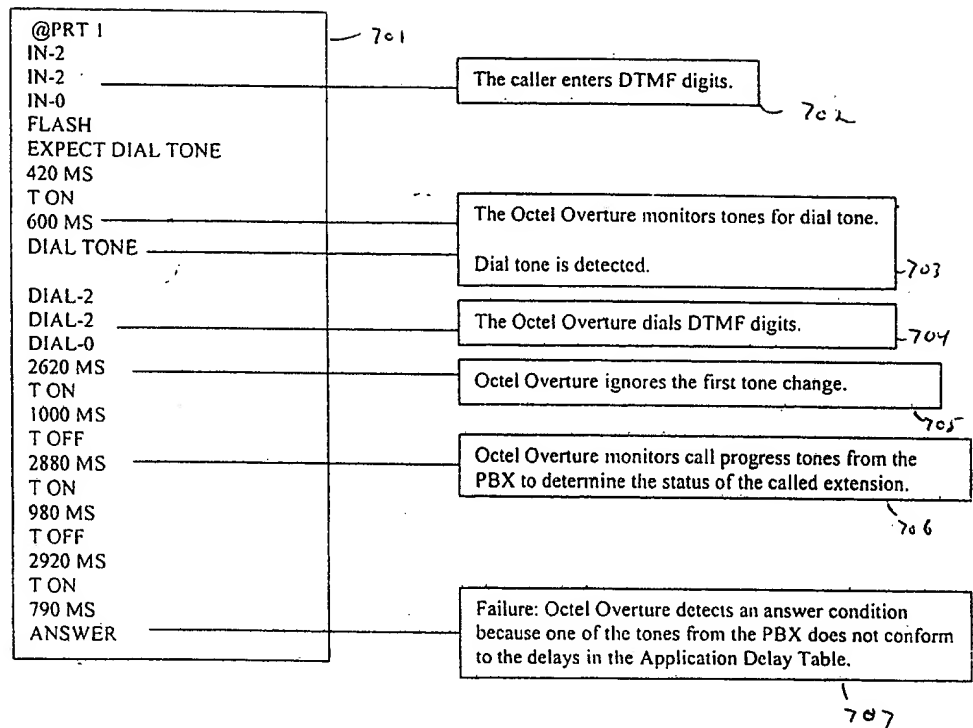 @PRT 1
701
IN-2
IN-2
The caller enters DTMF digits.
IN-0
702
FLASH
EXPECT DIAL TONE
420 MS
T ON
600 MS
The Octel Overture monitors tones for dial tone.
DIAL TONE
Dial tone is detected.
703
DIAL-2
DIAL-2
The Octel Overture dials DTMF digits.
704
DIAL-0
2620 MS
Octel Overture ignores the first tone change.
705
T ON
1000 MS
T OFF
2880 MS
Octel Overture monitors call progress tones from the
PBX to determine the status of the called extension.
706
T ON
980 MS
T OFF
2920 MS
T ON
790 MS
ANSWER
Failure: Octel Overture detects an answer condition
because one of the tones from the PBX does not conform
to the delays in the Application Delay Table.
707